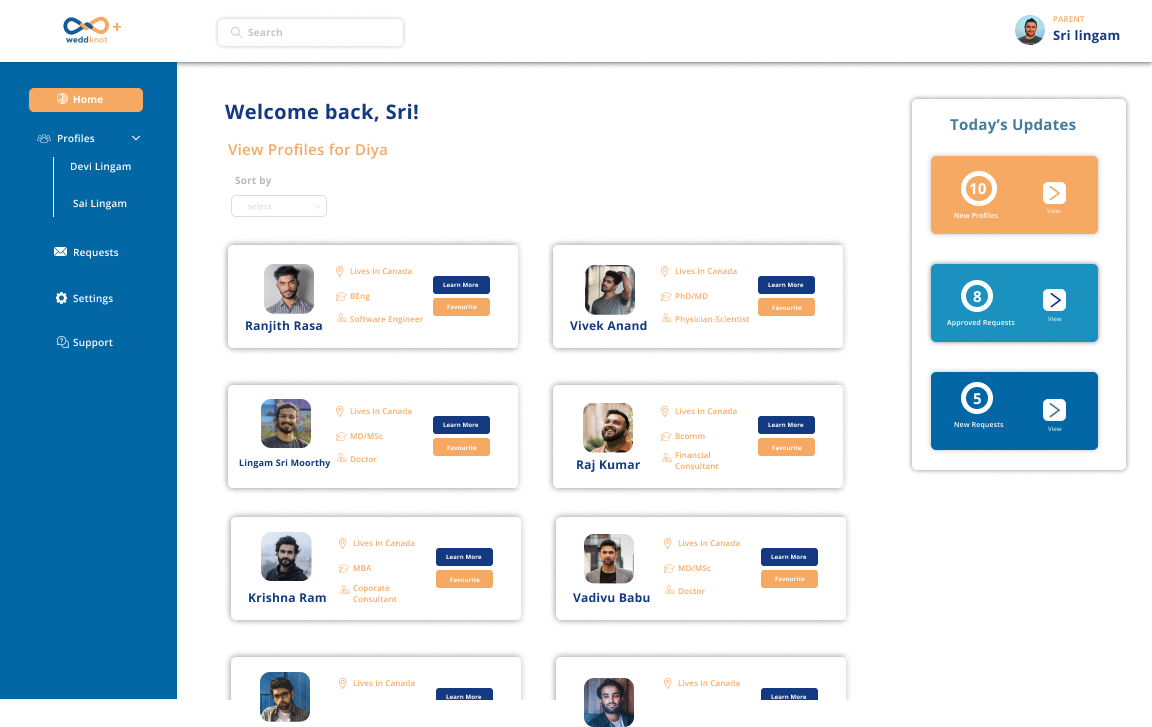 weddknot
Search
PARENT
Sri lingam
Home
Profiles
Devi Lingam
Sai Lingam
Requests
Settings
Support
Welcome back, Sri!
View Profiles for Diya
Sort by
select
Ranjith Rasa
Lives in Canada
BEng
Software Engineer
Learn More
Favourite
Vivek Anand
Lives in Canada
PhD/MD
Physician-Scientist
Learn More
Favourite
Lingam Sri Moorthy
Lives in Canada
MD/MSc
Doctor
Learn More
Favourite
Raj Kumar
Lives in Canada
Bcomm
Financial
Consultant
Learn More
Favourite
Krishna Ram
Lives in Canada
MBA
Coporate
Consultant
Learn More
Favourite
Vadivu Babu
Lives in Canada
MD/MSc
Doctor
Learn More
Favourite
Lives in Canada
Learn More
Lives in Canada
Learn More
Today's Updates
10
New Profiles
View
8
Approved Requests
View
5
New Requests
View